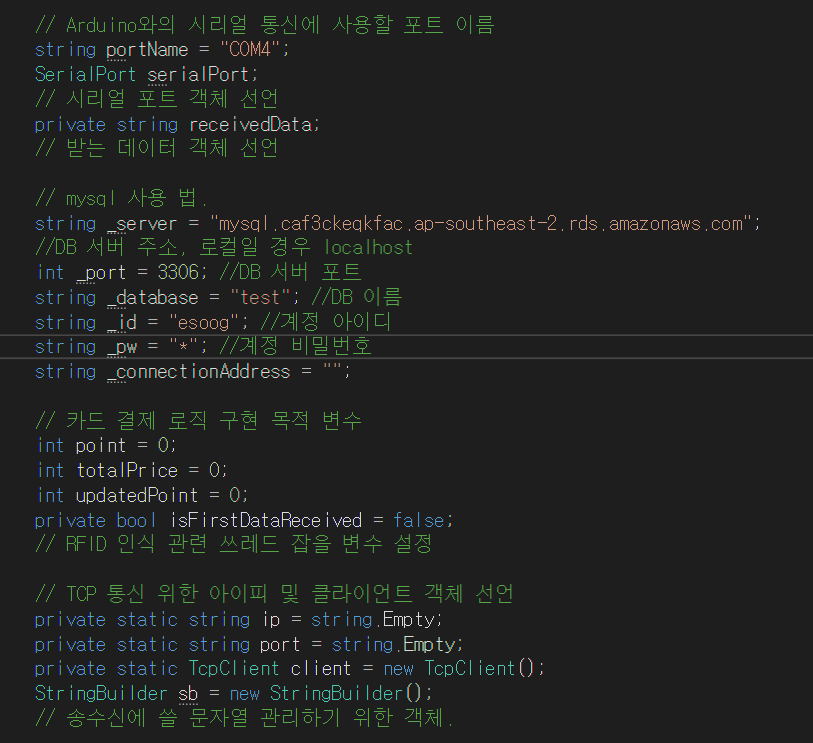 // Arduino와의 시리얼 통신에 사용할 포트 이름
string portName = "COM4";
SerialPort serialPort;
// 시리얼 포트 객체 선언
private string receivedData;
// 받는 데이터 객체 선언
// mysql 사용 법.
string _server = "mysql.caf3ckeqkfac.ap-southeast-2.rds.amazonaws.com";
//DB 서버 주소, 로컬일 경우 localhost
int _port = 3306; //DB 서버 포트
string _database = "test"; //DB 이름
string _id = "esoog"; //계정 아이디
string _pw = "*"; //계정 비밀번호
string _connectionAddress = "";
// 카드 결제 로직 구현 목적 변수
int point = 0;
int totalPrice = 0;
int updatedPoint = 0;
private bool isFirstDataReceived = false;
// RFID 인식 관련 쓰레드 잡을 변수 설정
// TCP 통신 위한 아이피 및 클라이언트 객체 선언
private static string ip = string.Empty;
private static string port = string.Empty;
private static TcpClient client = new TcpClient();
StringBuilder sb = new StringBuilder();
// 송수신에 쓸 문자열 관리하기 위한 객체.